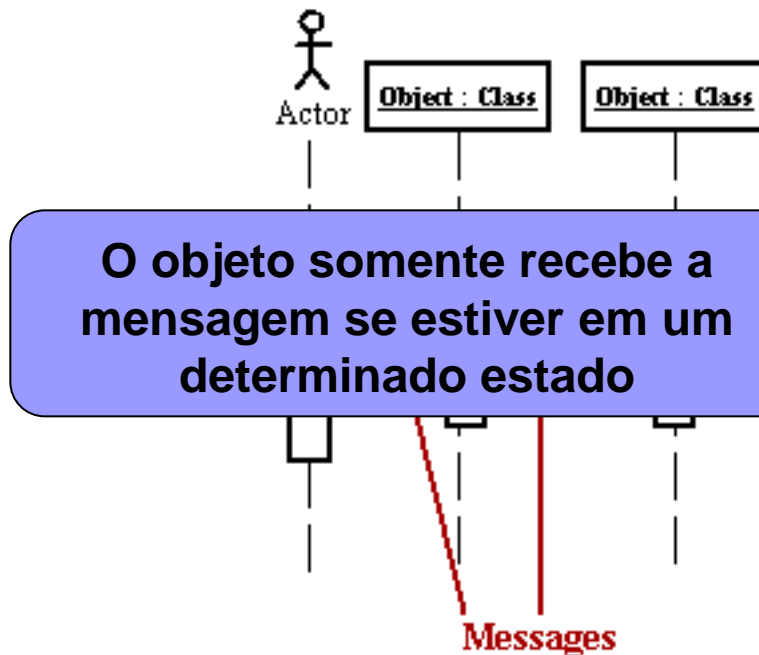 Actor
Object : Class
Object : Class
O objeto somente recebe a
mensagem se estiver em um
determinado estado
Messages